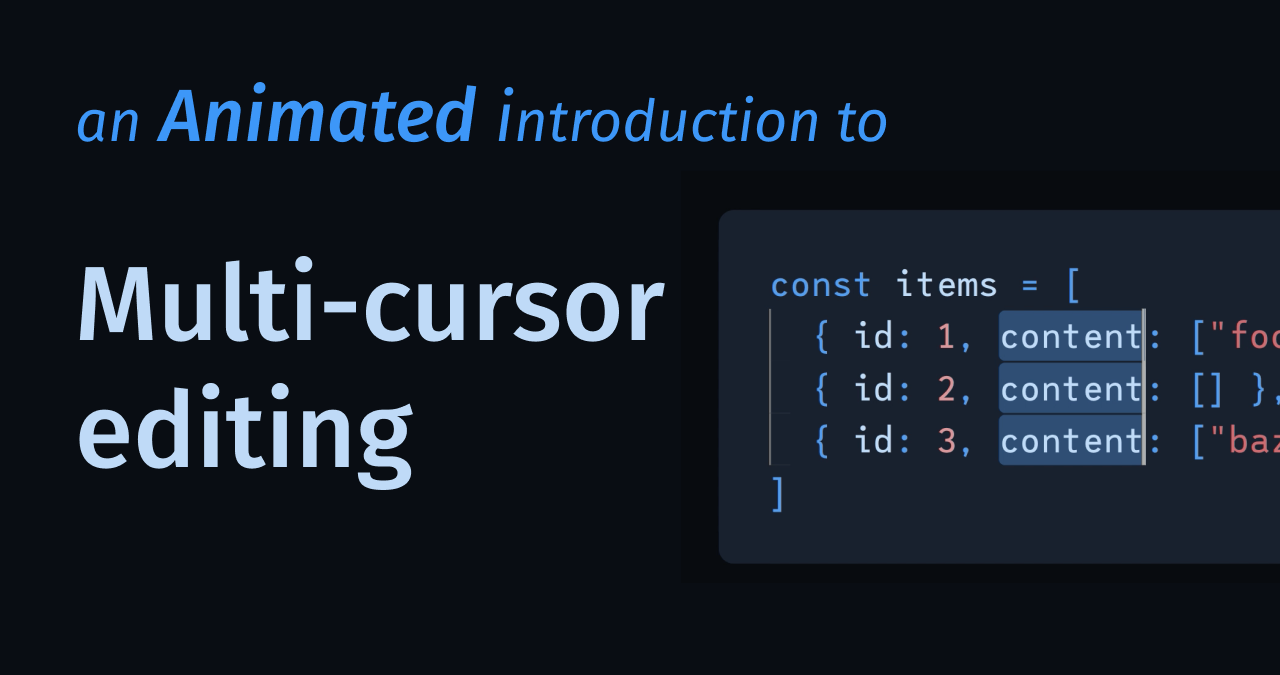 an Animated introduction to
Multi-cursor
editing
const items = [
{ id: 1, content: ["foo
{ id: 2, content: [] },
{ id: 3, content: ["baz
]